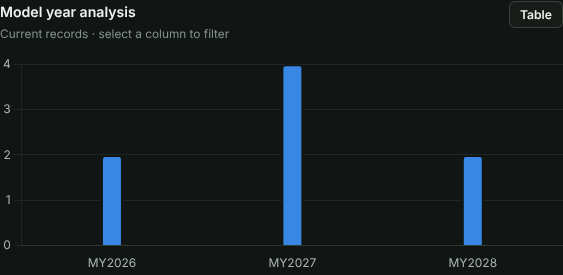 Model year analysis
Table
Current records · select a column to filter
4
3
2
1
0
MY2026
MY2027
MY2028